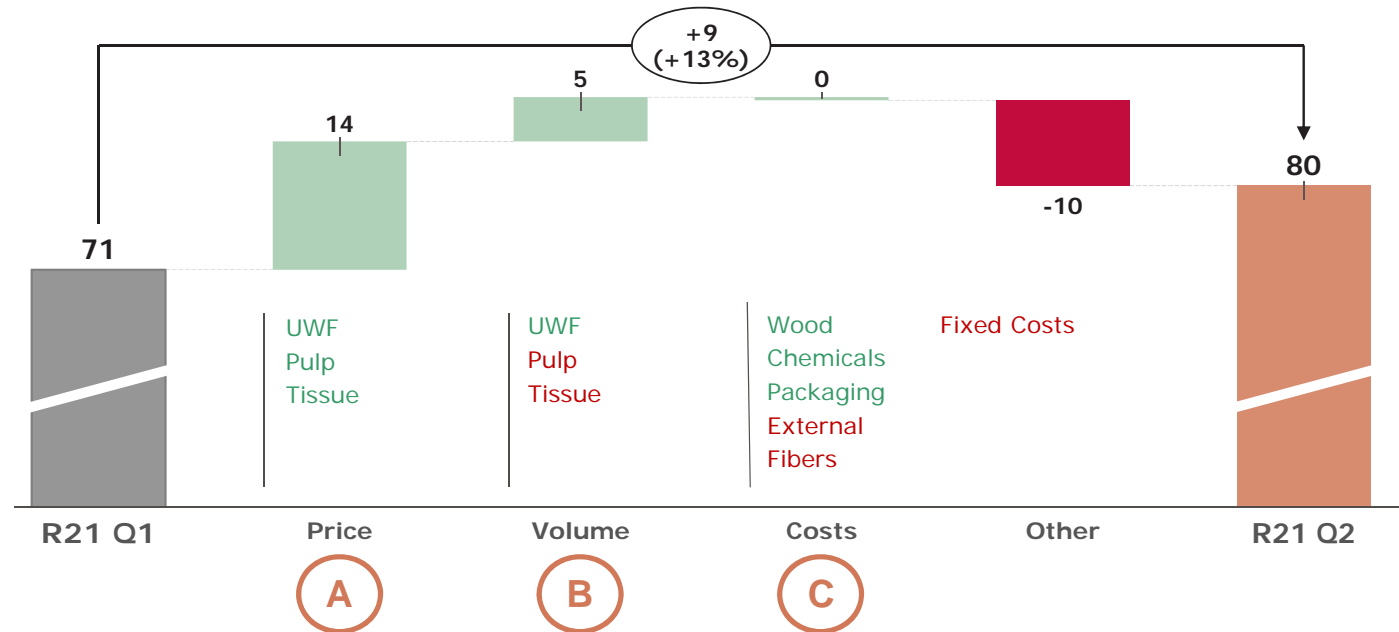 +9
(+13%)
5
0
14
80
-10
71
UWF
Pulp
Tissue
UWF
Pulp
Tissue
Wood
Chemicals
Packaging
External
Fibers
Fixed Costs
R21 Q1
Price
Volume
Costs
Other
R21 Q2
A
B
C